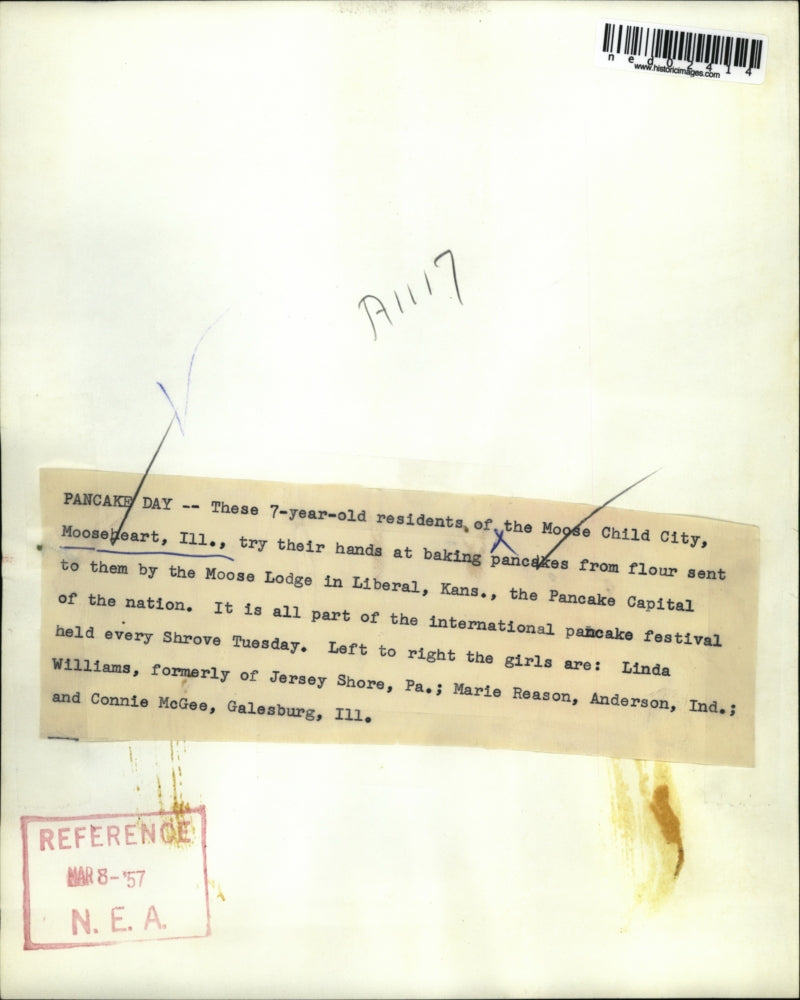 ned02414
www.historicimages.com
A1117
PANCAKE DAY -- These 7-year-old residents of the Moose Child City,
Mooseheart, Ill., try their hands at baking pancakes from flour sent
to them by the Moose Lodge in Liberal, Kans., the Pancake Capital
of the nation. It is all part of the international pancake festival
held every Shrove Tuesday. Left to right the girls are: Linda
Williams, formerly of Jersey Shore, Pa.; Marie Reason, Anderson, Ind.;
and Connie McGee, Galesburg, Ill.
REFERENCE
MAR 8-'57
N. E. A.